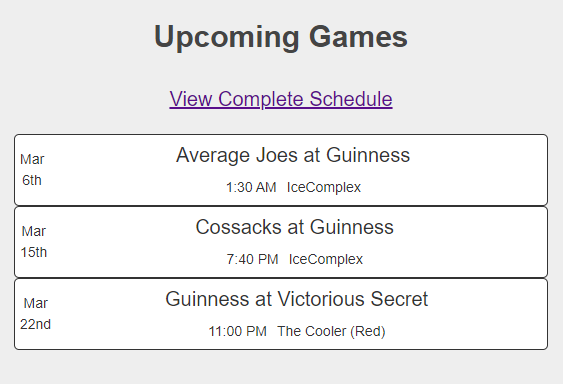 Upcoming Games
View Complete Schedule
Mar
6th
Average Joes at Guinness
1:30 AM IceComplex
Mar
15th
Cossacks at Guinness
7:40 PM IceComplex
Mar
22nd
Guinness at Victorious Secret
11:00 PM The Cooler (Red)